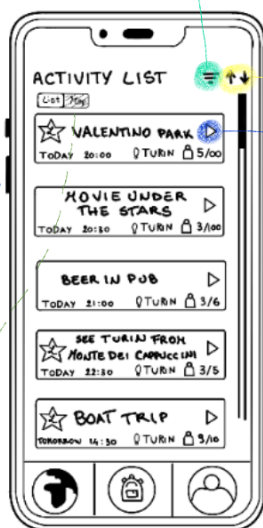 ACTIVITY LIST
List Map
VALENTINO PARK
TODAY 20:00 TURIN 5/00
MOVIE UNDER
THE STARS
TODAY 20:30 TURIN 3/100
BEER IN PUB
TODAY 21:00 TURIN 3/6
SEE TURIN FROM
MONTE DEI CAPPUCCINI
TODAY 22:30 TURIN 3/5
BOAT TRIP
TOMORROW 14:30 TURIN 9/10